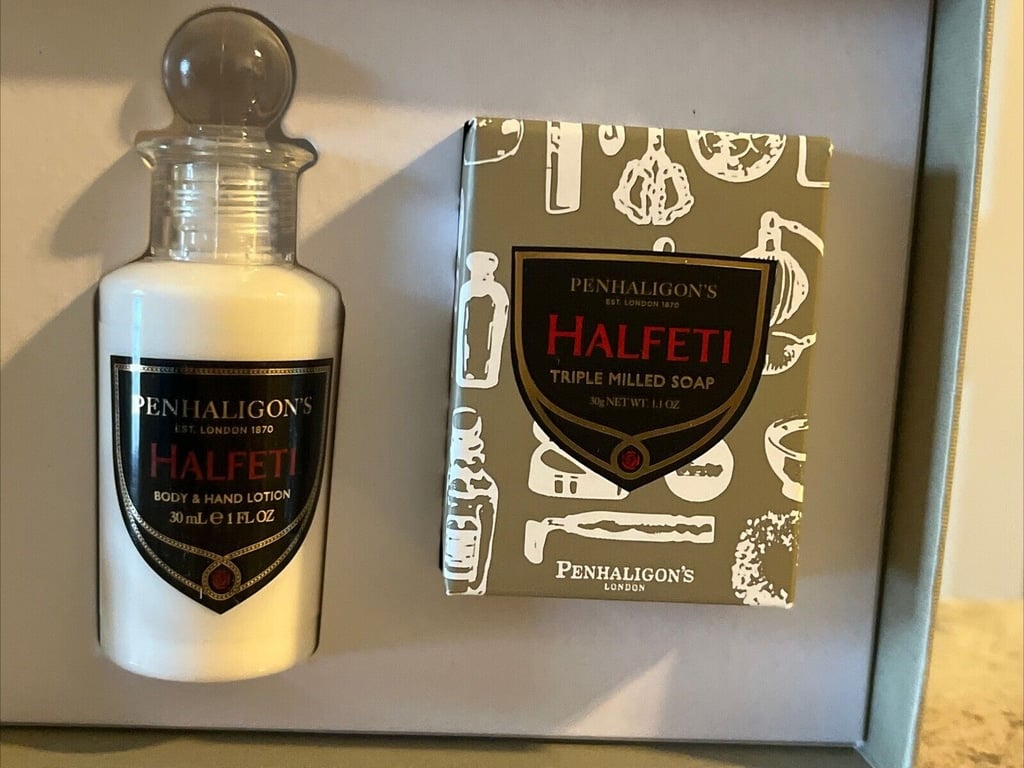 PENHALIGON'S
EST. LONDON 1870
HALFETI
BODY & HAND LOTION
30 mL ℮ 1 FL OZ
PENHALIGON'S
EST. LONDON 1870
HALFETI
TRIPLE MILLED SOAP
30g NET WT. 1.1 OZ
PENHALIGON'S
LONDON